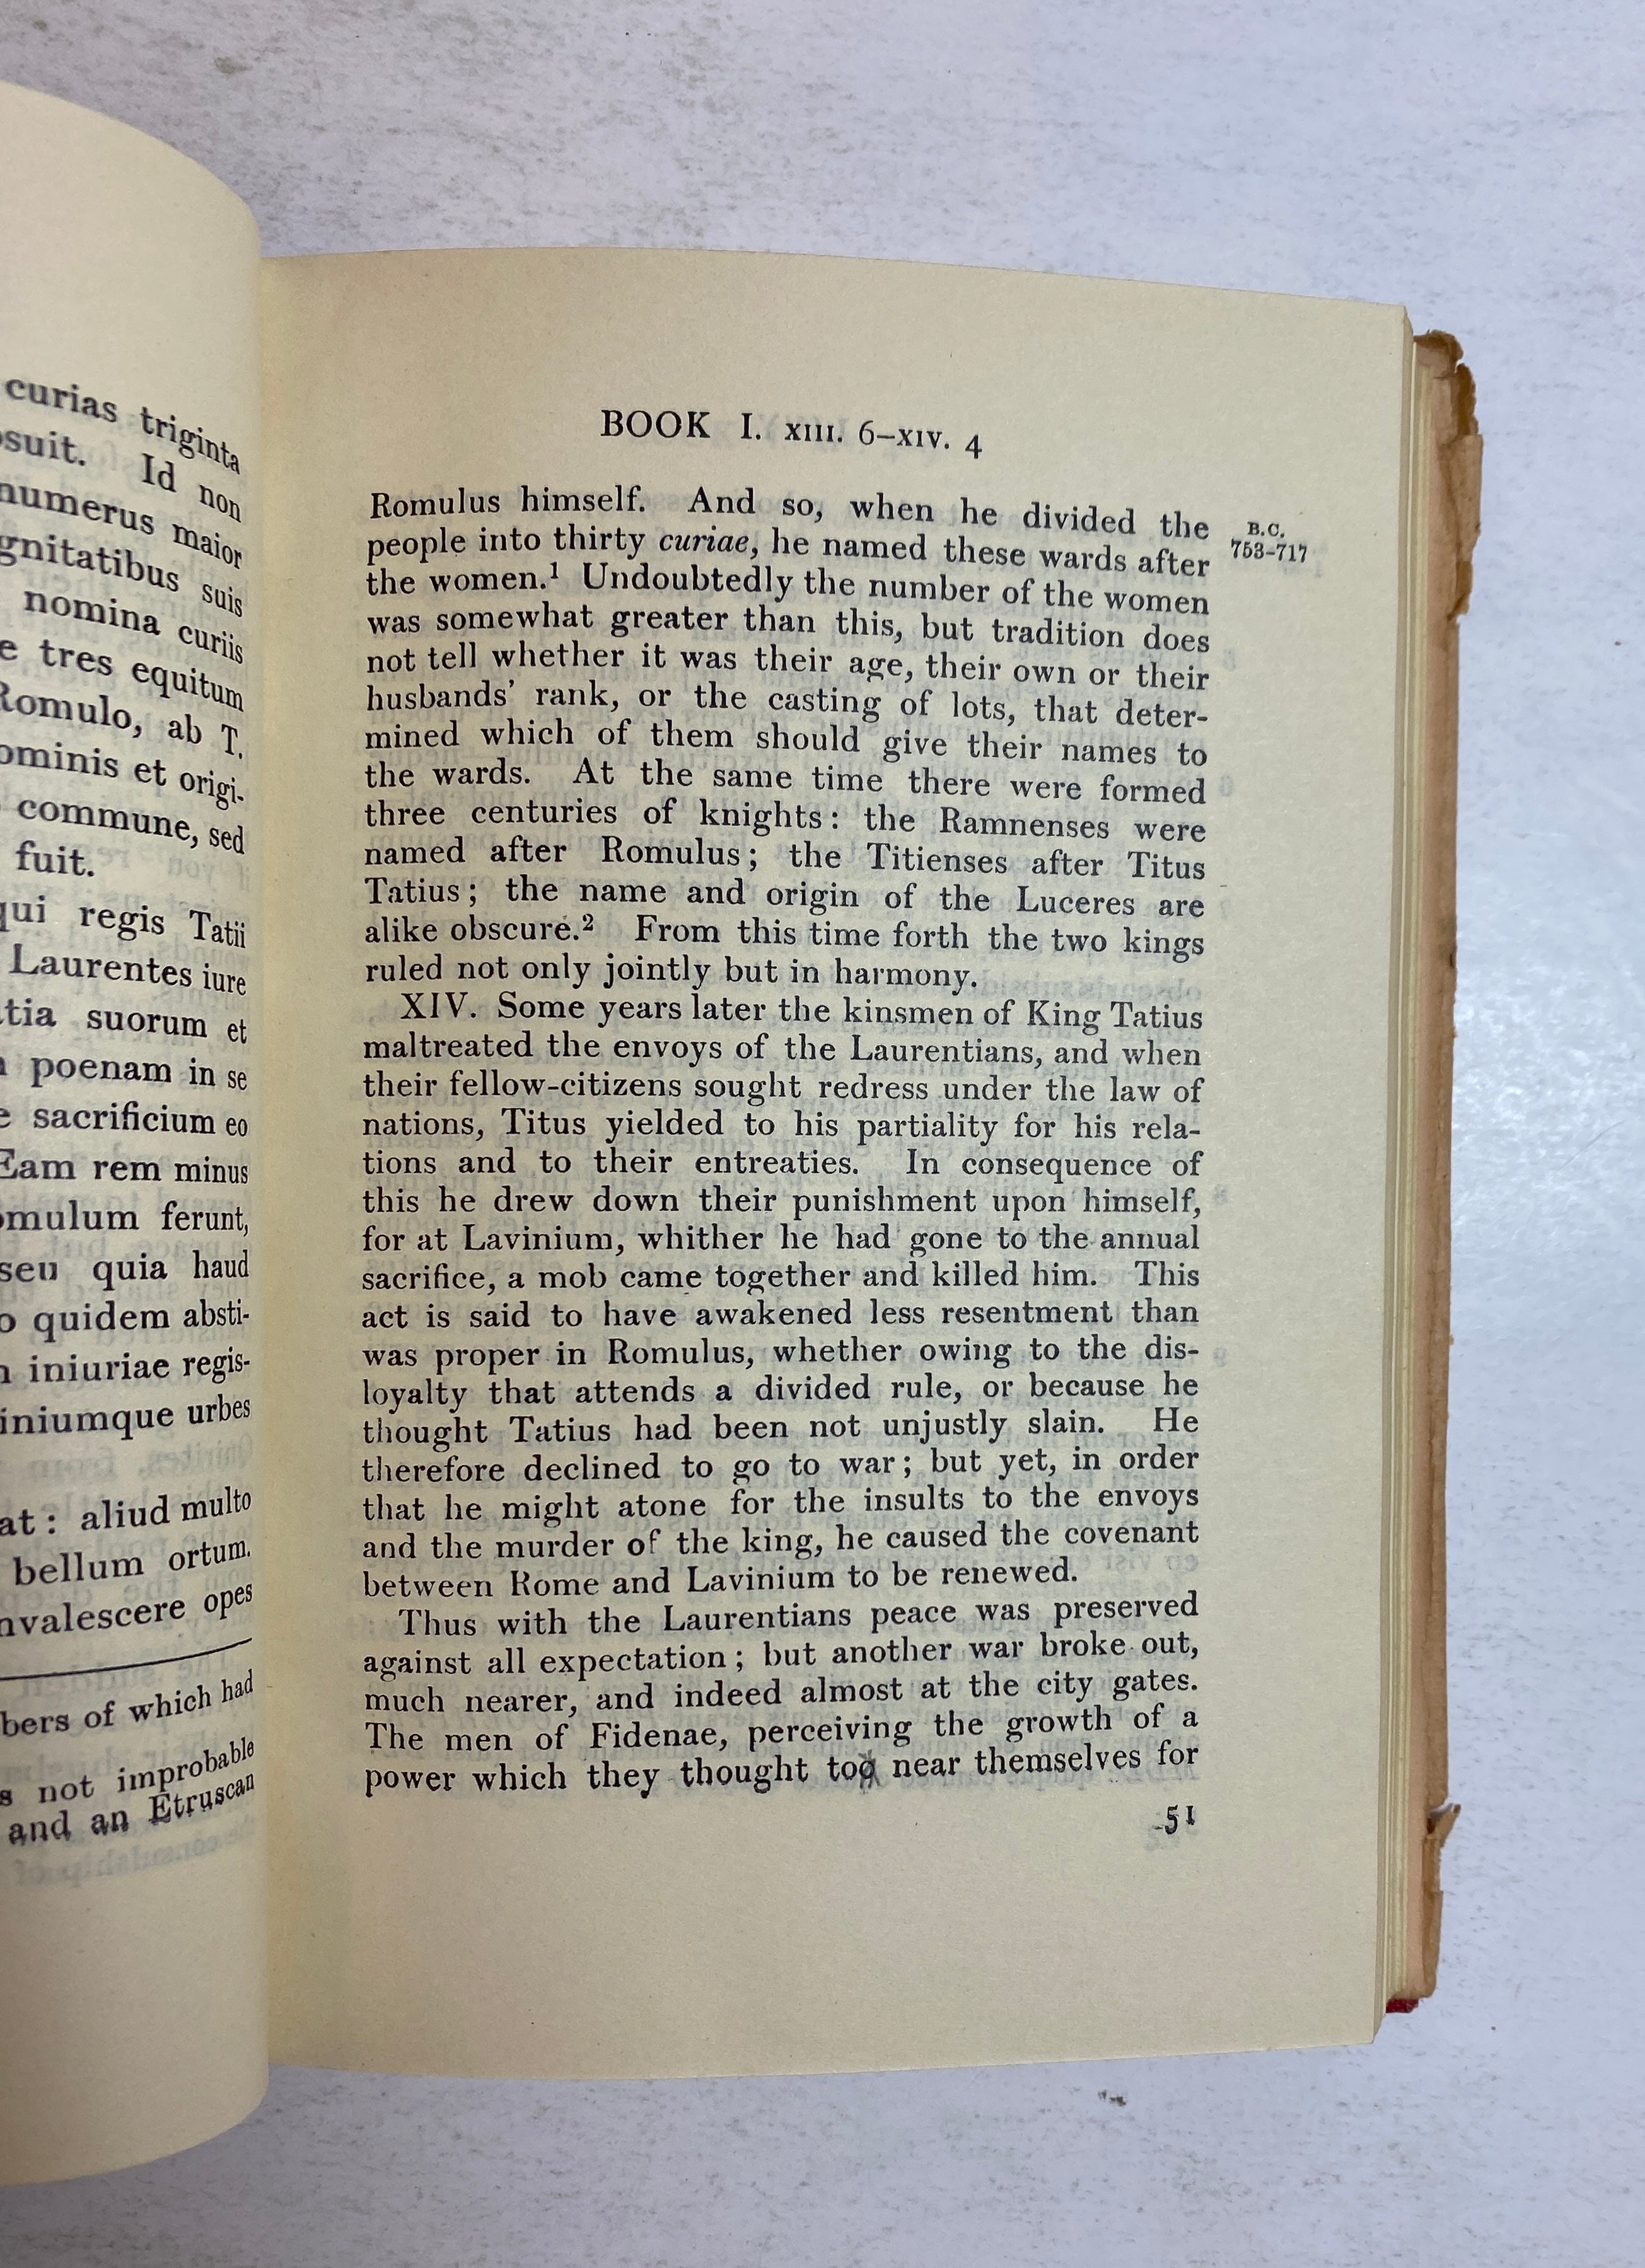 curias triginta
Id non
numerus maior
suis
nomina curiis
tres equitum
Romulo, ab T.
et origi-
commune, sed
fuit.
qui regis Tatii
Laurentes iure
suorum et
poenam in se
sacrificium eo
Eam rem minus
ferunt,
seu quia haud
quidem absti-
iniuriae regis-
urbes
aliud multo
bellum ortum.
opes
of which had
not improbable
and an Etruscan
BOOK I. XIII. 6–XIV. 4
Romulus himself. And so, when he divided the
people into thirty curiae, he named these wards after
the women.¹ Undoubtedly the number of the women
was somewhat greater than this, but tradition does
not tell whether it was their age, their own or their
husbands' rank, or the casting of lots, that deter-
mined which of them should give their names to
the wards. At the same time there were formed
three centuries of knights: the Ramnenses were
named after Romulus; the Titienses after Titus
Tatius; the name and origin of the Luceres are
alike obscure.² From this time forth the two kings
ruled not only jointly but in harmony.
XIV. Some years later the kinsmen of King Tatius
maltreated the envoys of the Laurentians, and when
their fellow-citizens sought redress under the law of
nations, Titus yielded to his partiality for his rela-
tions and to their entreaties. In consequence of
this he drew down their punishment upon himself,
for at Lavinium, whither he had gone to the annual
sacrifice, a mob came together and killed him. This
act is said to have awakened less resentment than
was proper in Romulus, whether owing to the dis-
loyalty that attends a divided rule, or because he
thought Tatius had been not unjustly slain. He
therefore declined to go to war; but yet, in order
that he might atone for the insults to the envoys
and the murder of the king, he caused the covenant
between Rome and Lavinium to be renewed.
Thus with the Laurentians peace was preserved
against all expectation; but another war broke out,
much nearer, and indeed almost at the city gates.
The men of Fidenae, perceiving the growth of a
power which they thought too near themselves for
51
B.C.
753–717